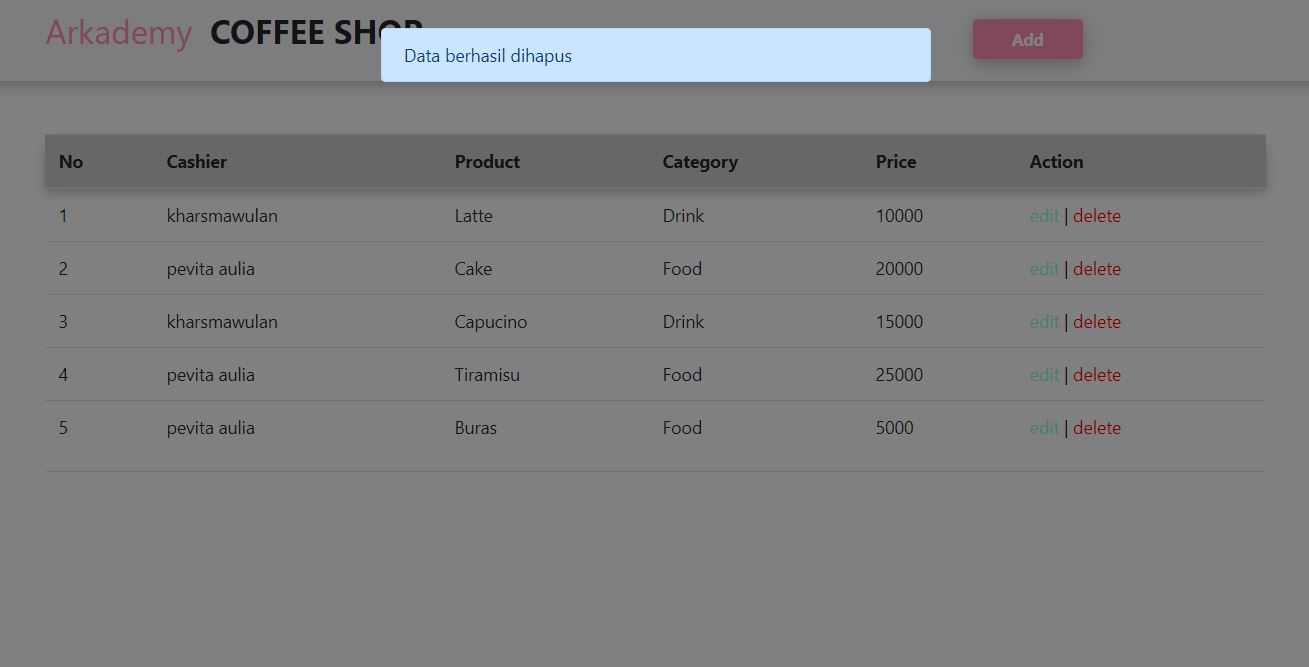 Arkademy COFFEE SHOP Add
Data berhasil dihapus
No Cashier Product Category Price Action
1 kharsmawulan Latte Drink 10000 edit | delete
2 pevita aulia Cake Food 20000 edit | delete
3 kharsmawulan Capucino Drink 15000 edit | delete
4 pevita aulia Tiramisu Food 25000 edit | delete
5 pevita aulia Buras Food 5000 edit | delete